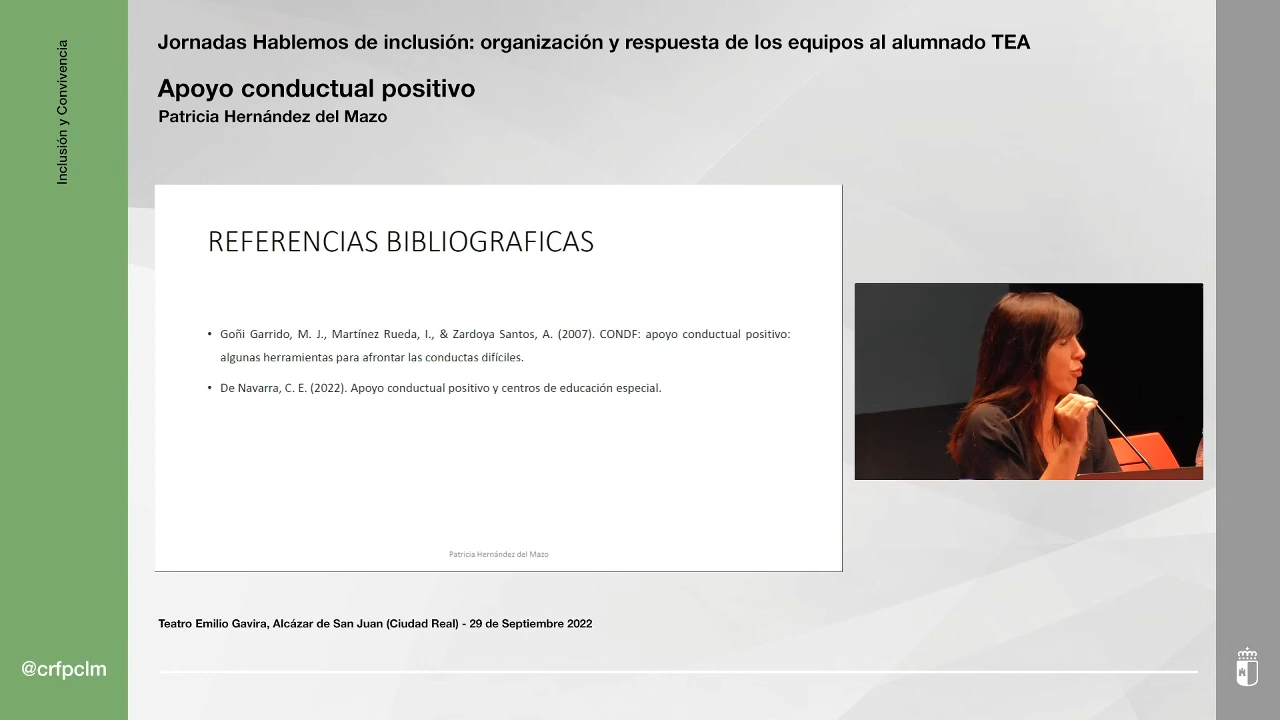 Inclusión y Convivencia
Jornadas Hablemos de inclusión: organización y respuesta de los equipos al alumnado TEA
Apoyo conductual positivo
Patricia Hernández del Mazo
REFERENCIAS BIBLIOGRAFICAS
• Goñi Garrido, M. J., Martínez Rueda, I., & Zardoya Santos, A. (2007). CONDF: apoyo conductual positivo:
algunas herramientas para afrontar las conductas difíciles.
• De Navarra, C. E. (2022). Apoyo conductual positivo y centros de educación especial.
Patricia Hernández del Mazo
Teatro Emilio Gavira, Alcázar de San Juan (Ciudad Real) - 29 de Septiembre 2022
@crfpclm